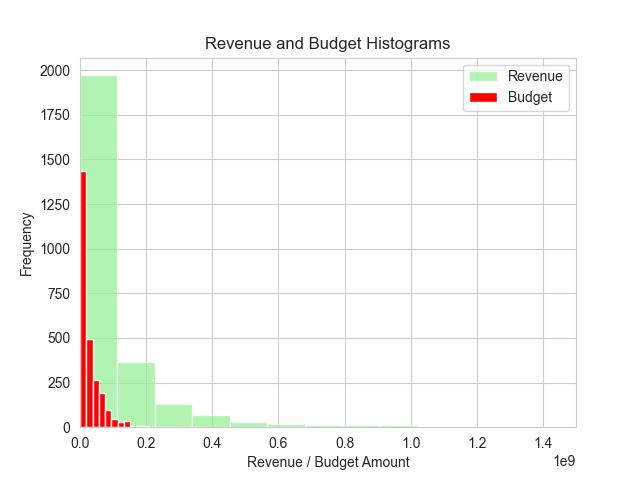 Revenue and Budget Histograms
Revenue
Budget
2000
1750
1500
1250
1000
750
500
250
0
Frequency
0.0 0.2 0.4 0.6 0.8 1.0 1.2 1.4
1e9
Revenue / Budget Amount